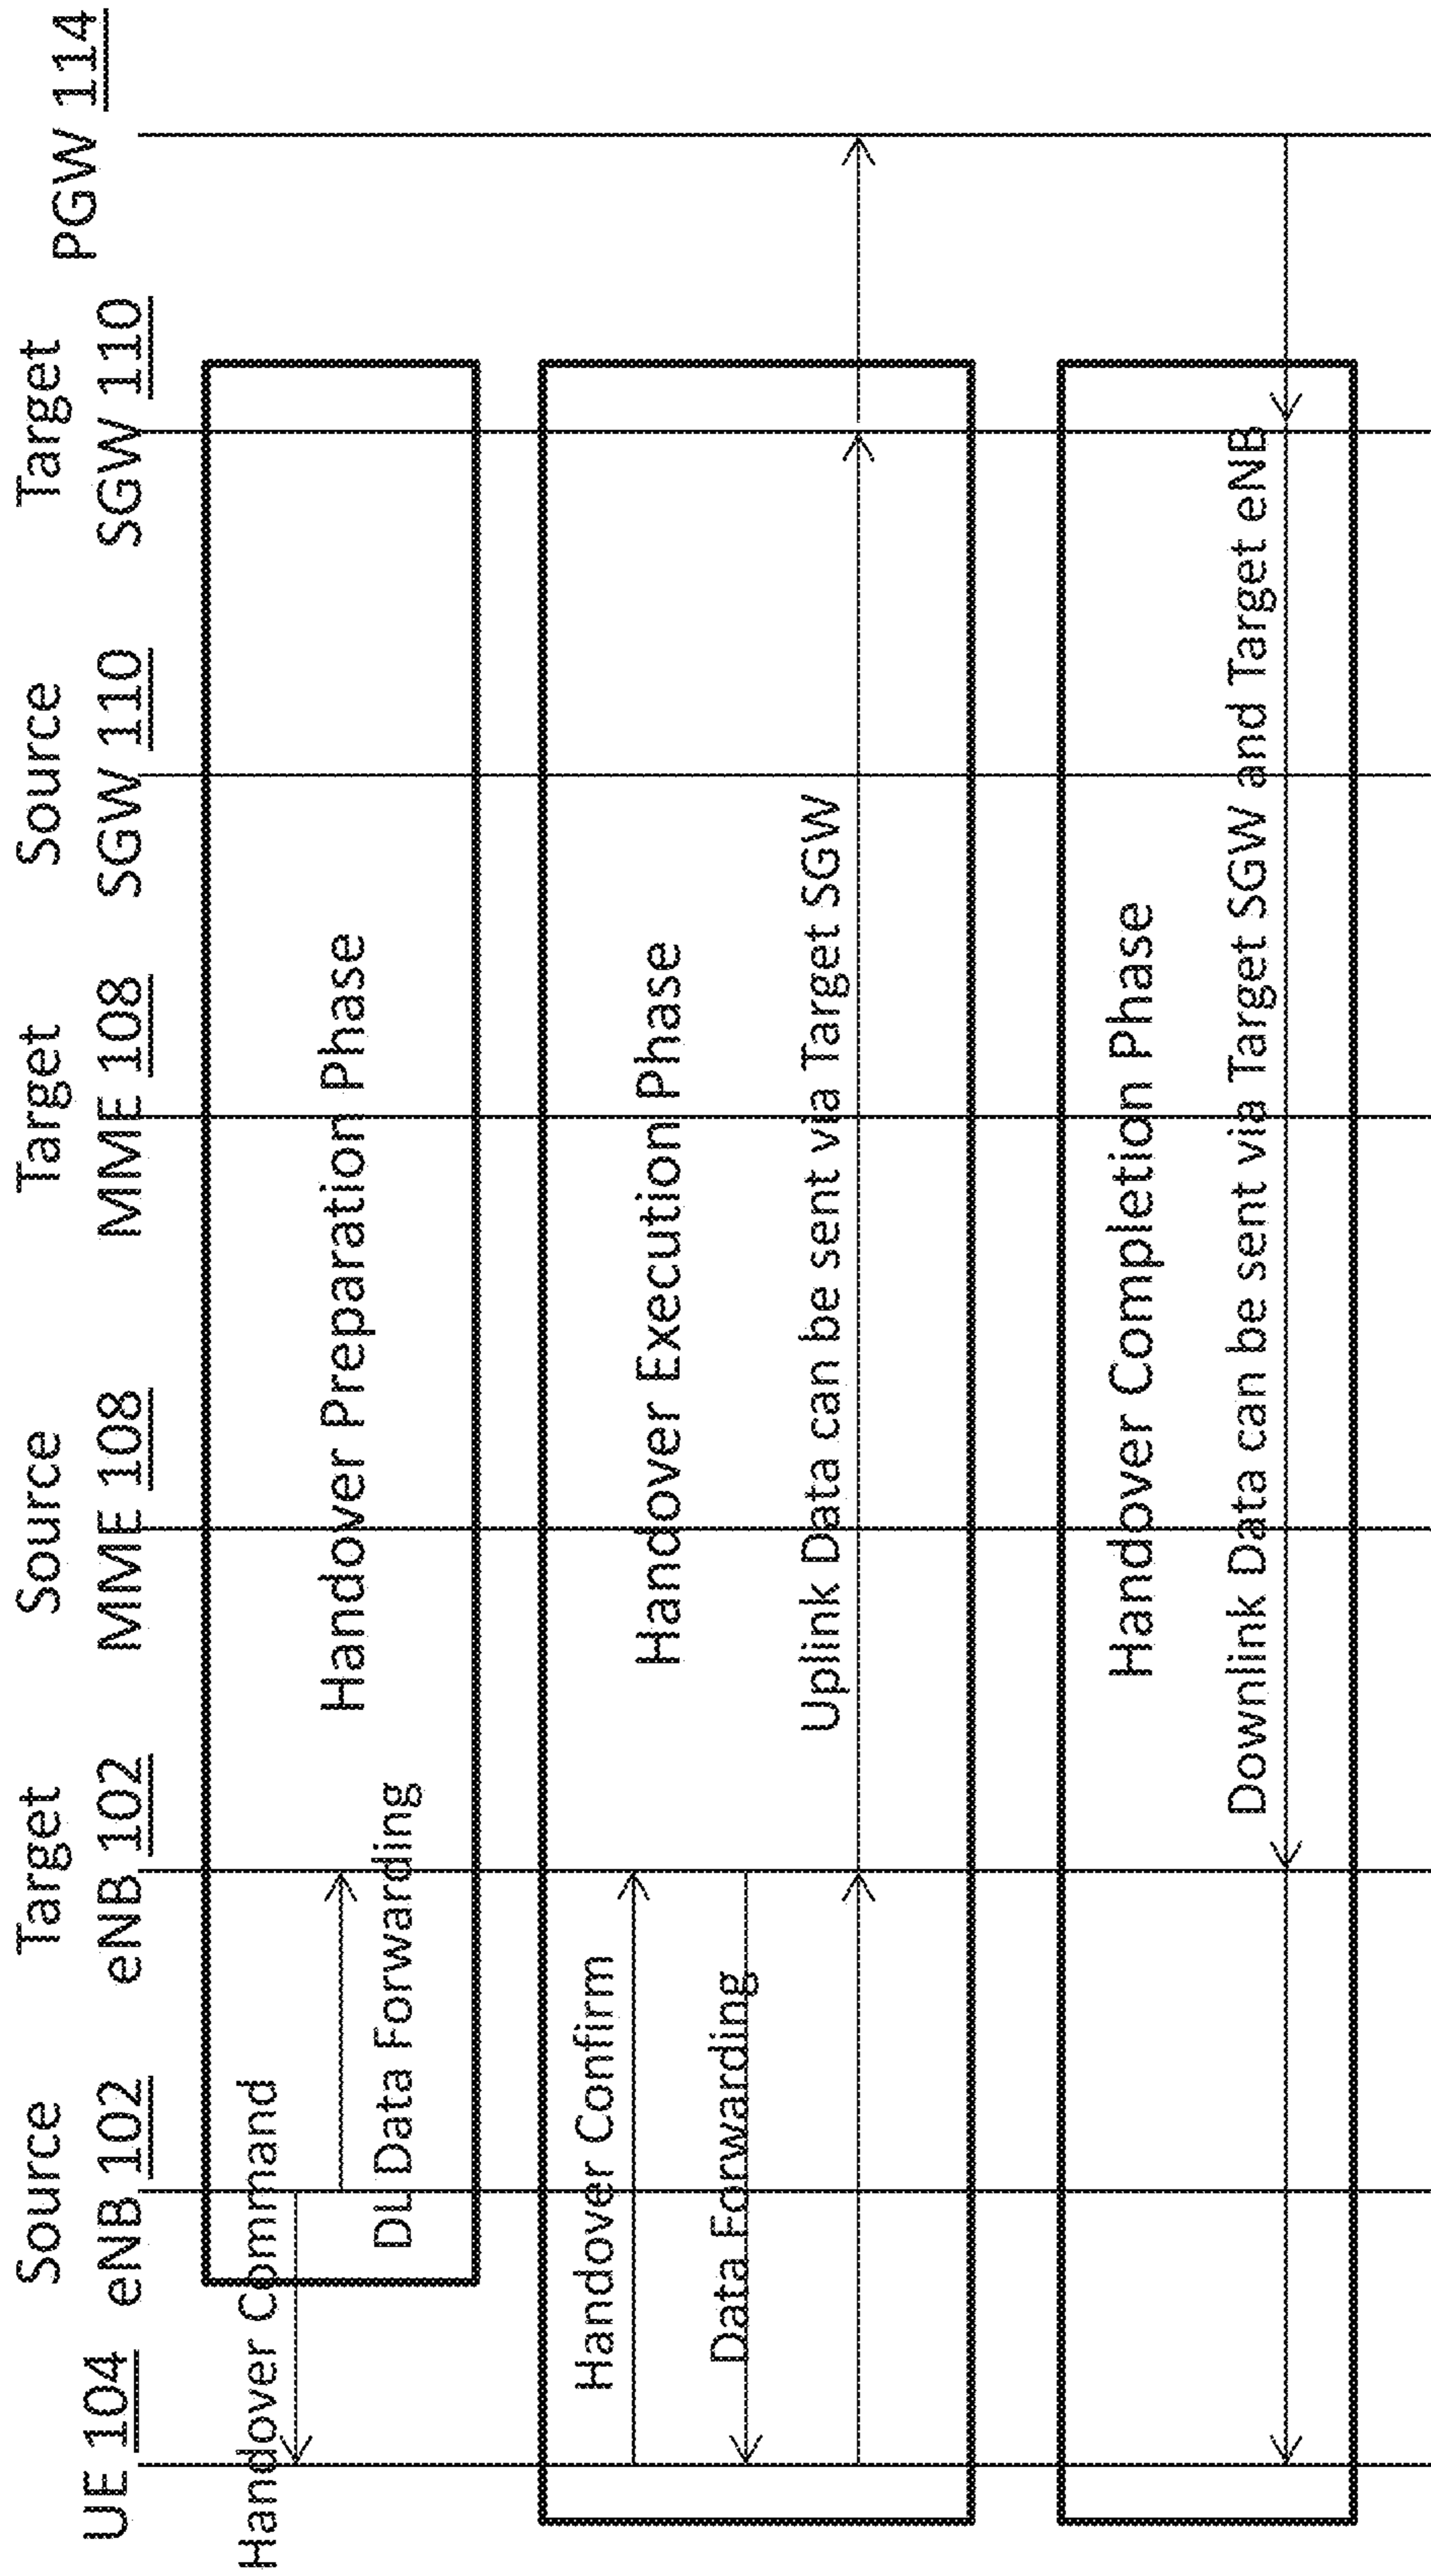 UE 104
Source
eNB 102
Target
eNB 102
Source
MME 108
Target
MME 108
Source
SGW 110
Target
SGW 110
PGW 114
Handover Command
Handover Preparation Phase
DL Data Forwarding
Handover Confirm
Handover Execution Phase
Data Forwarding
Uplink Data can be sent via Target SGW
Handover Completion Phase
Downlink Data can be sent via Target SGW and Target eNB